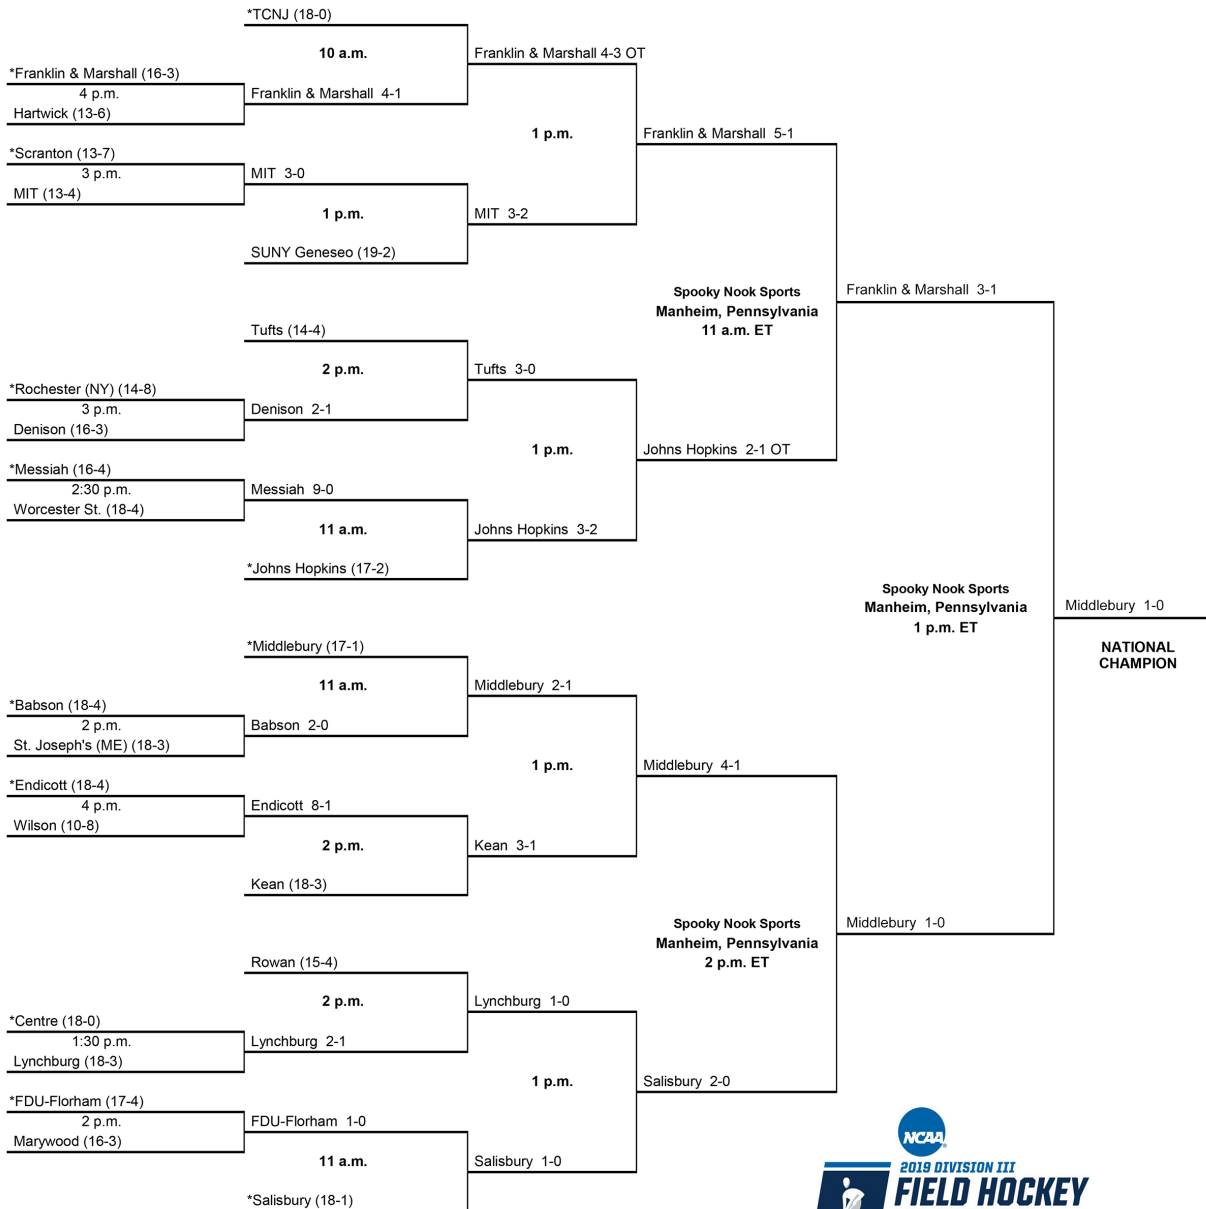 *TCNJ (18-0)
10 a.m.
Franklin & Marshall 4-3 OT
*Franklin & Marshall (16-3)
4 p.m.
Franklin & Marshall 4-1
Hartwick (13-6)
1 p.m.
Franklin & Marshall 5-1
*Scranton (13-7)
3 p.m.
MIT 3-0
MIT (13-4)
1 p.m.
MIT 3-2
SUNY Geneseo (19-2)
Spooky Nook Sports
Manheim, Pennsylvania
11 a.m. ET
Franklin & Marshall 3-1
Tufts (14-4)
2 p.m.
Tufts 3-0
*Rochester (NY) (14-8)
3 p.m.
Denison 2-1
Denison (16-3)
1 p.m.
Johns Hopkins 2-1 OT
*Messiah (16-4)
2:30 p.m.
Messiah 9-0
Worcester St. (18-4)
11 a.m.
Johns Hopkins 3-2
*Johns Hopkins (17-2)
Spooky Nook Sports
Manheim, Pennsylvania
1 p.m. ET
Middlebury 1-0
NATIONAL
CHAMPION
*Middlebury (17-1)
11 a.m.
Middlebury 2-1
*Babson (18-4)
2 p.m.
Babson 2-0
St. Joseph's (ME) (18-3)
1 p.m.
Middlebury 4-1
*Endicott (18-4)
4 p.m.
Endicott 8-1
Wilson (10-8)
2 p.m.
Kean 3-1
Kean (18-3)
Spooky Nook Sports
Manheim, Pennsylvania
2 p.m. ET
Middlebury 1-0
Rowan (15-4)
2 p.m.
Lynchburg 1-0
*Centre (18-0)
1:30 p.m.
Lynchburg 2-1
Lynchburg (18-3)
1 p.m.
Salisbury 2-0
*FDU-Florham (17-4)
2 p.m.
FDU-Florham 1-0
Marywood (16-3)
11 a.m.
Salisbury 1-0
*Salisbury (18-1)
NCAA
2019 DIVISION III
FIELD HOCKEY